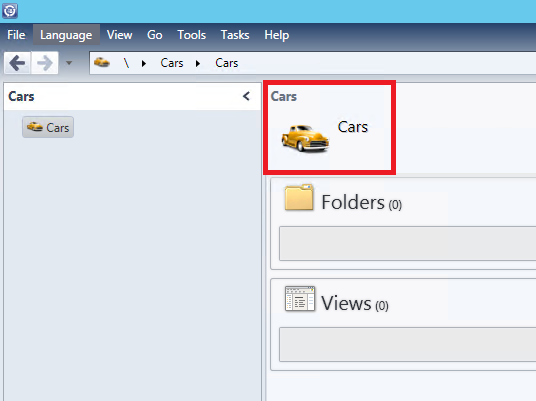 File Language View Go Tools Tasks Help
\ Cars Cars
Cars
Cars
Cars
Cars
Folders (0)
Views (0)